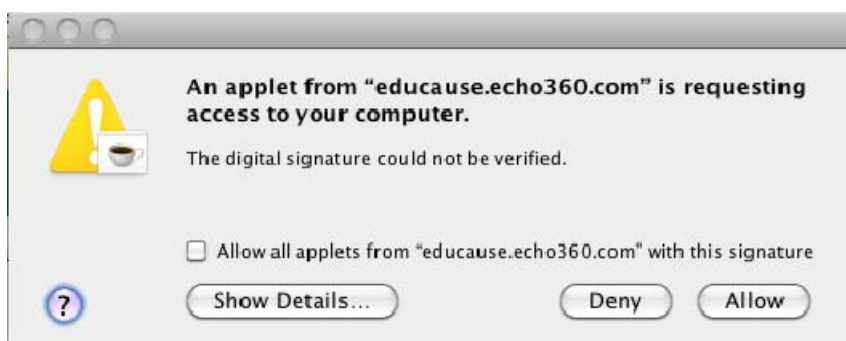 An applet from “educause.echo360.com” is requesting
access to your computer.
The digital signature could not be verified.
Allow all applets from “educause.echo360.com” with this signature
?
Show Details...
Deny
Allow